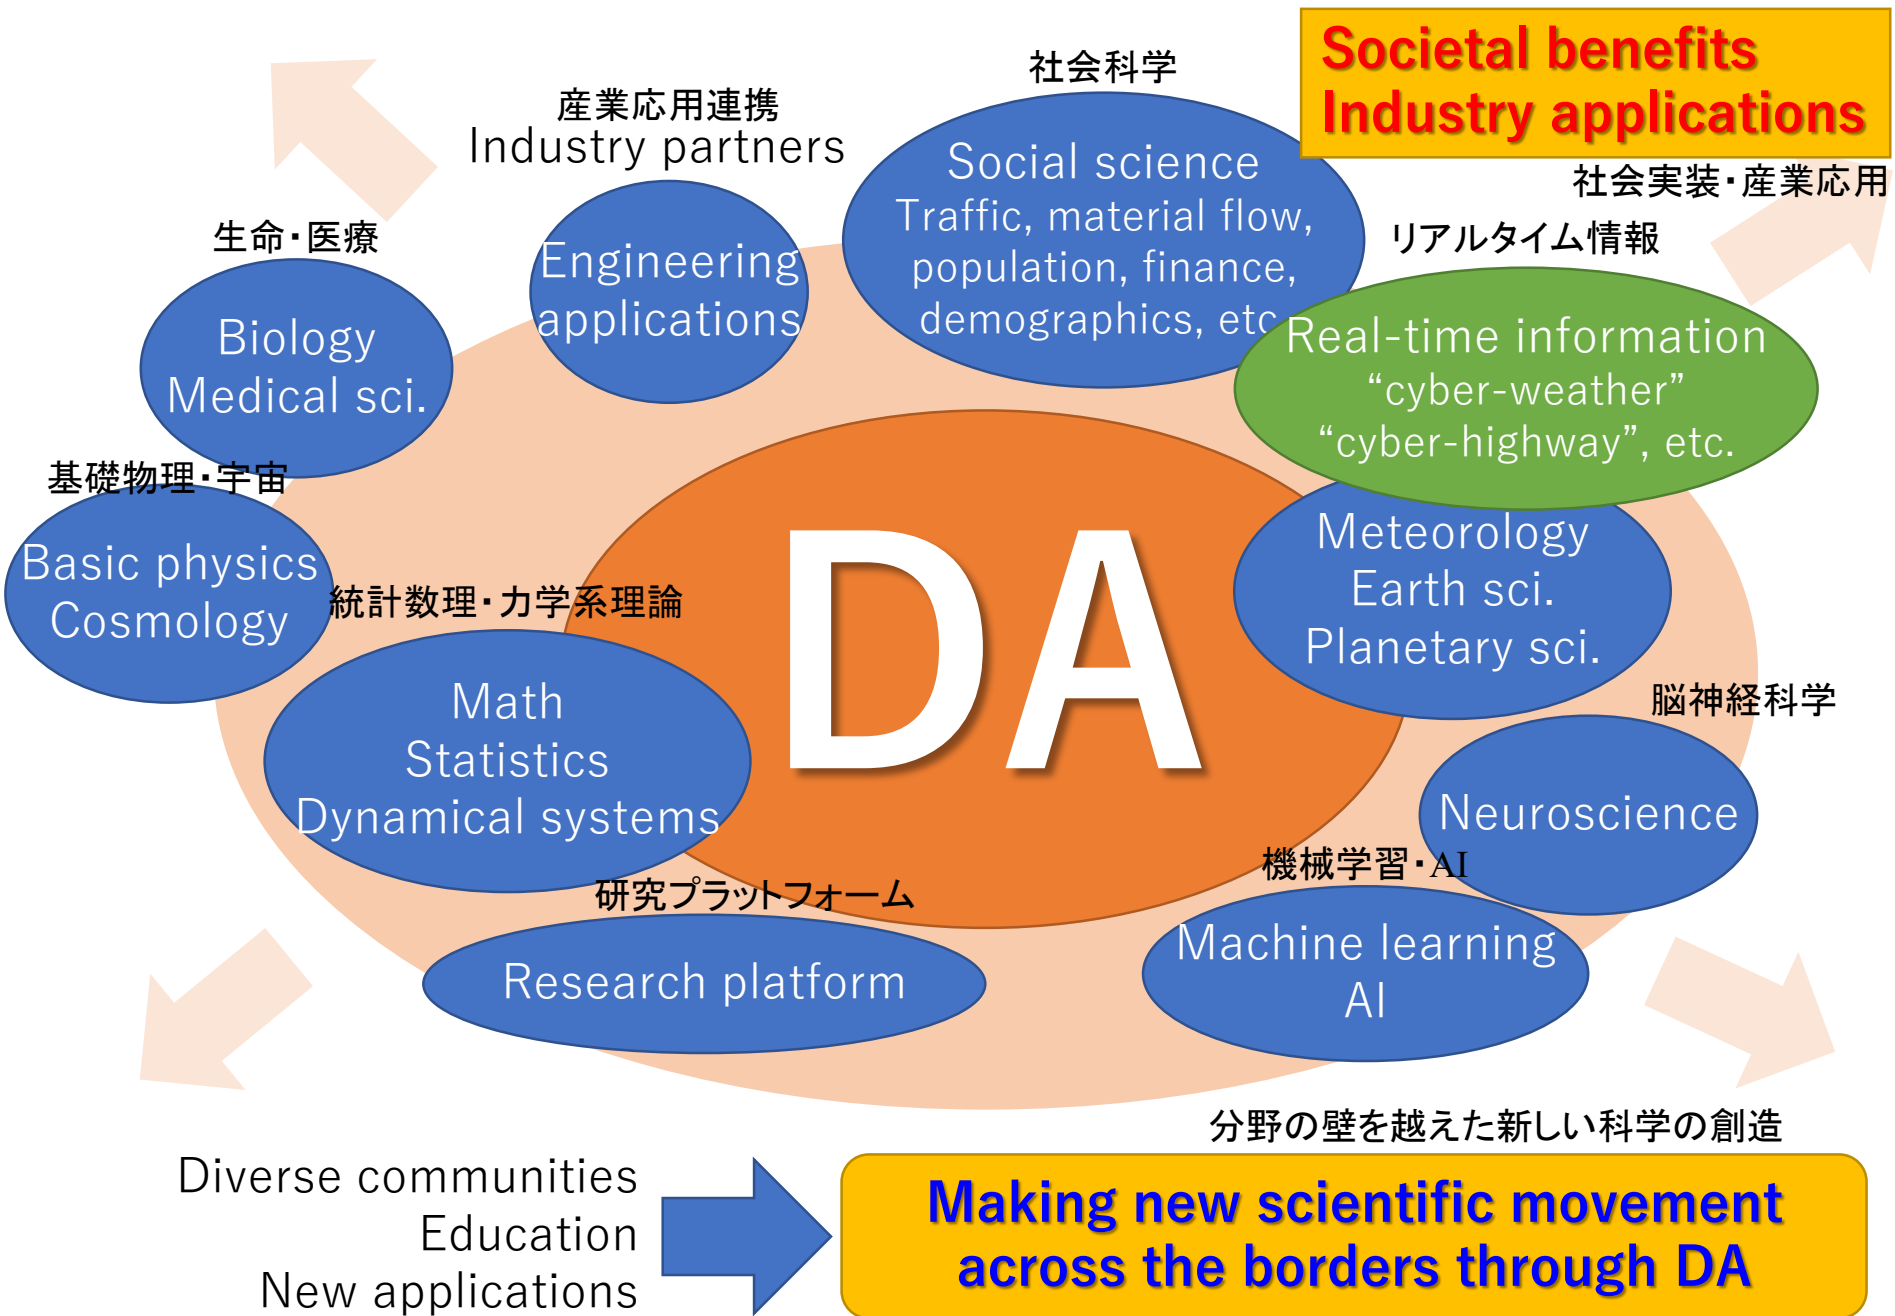 Societal benefits
Industry applications
社会実装・産業応用
社会科学
Social science
Traffic, material flow,
population, finance,
demographics, etc
産業応用連携
Industry partners
Engineering
applications
生命・医療
Biology
Medical sci.
リアルタイム情報
Real-time information
“cyber-weather”
“cyber-highway”, etc.
基礎物理・宇宙
Basic physics
Cosmology
DA
Meteorology
Earth sci.
Planetary sci.
統計数理・力学系理論
Math
Statistics
Dynamical systems
脳神経科学
Neuroscience
研究プラットフォーム
Research platform
機械学習・AI
Machine learning
AI
分野の壁を越えた新しい科学の創造
Diverse communities
Education
New applications
Making new scientific movement
across the borders through DA